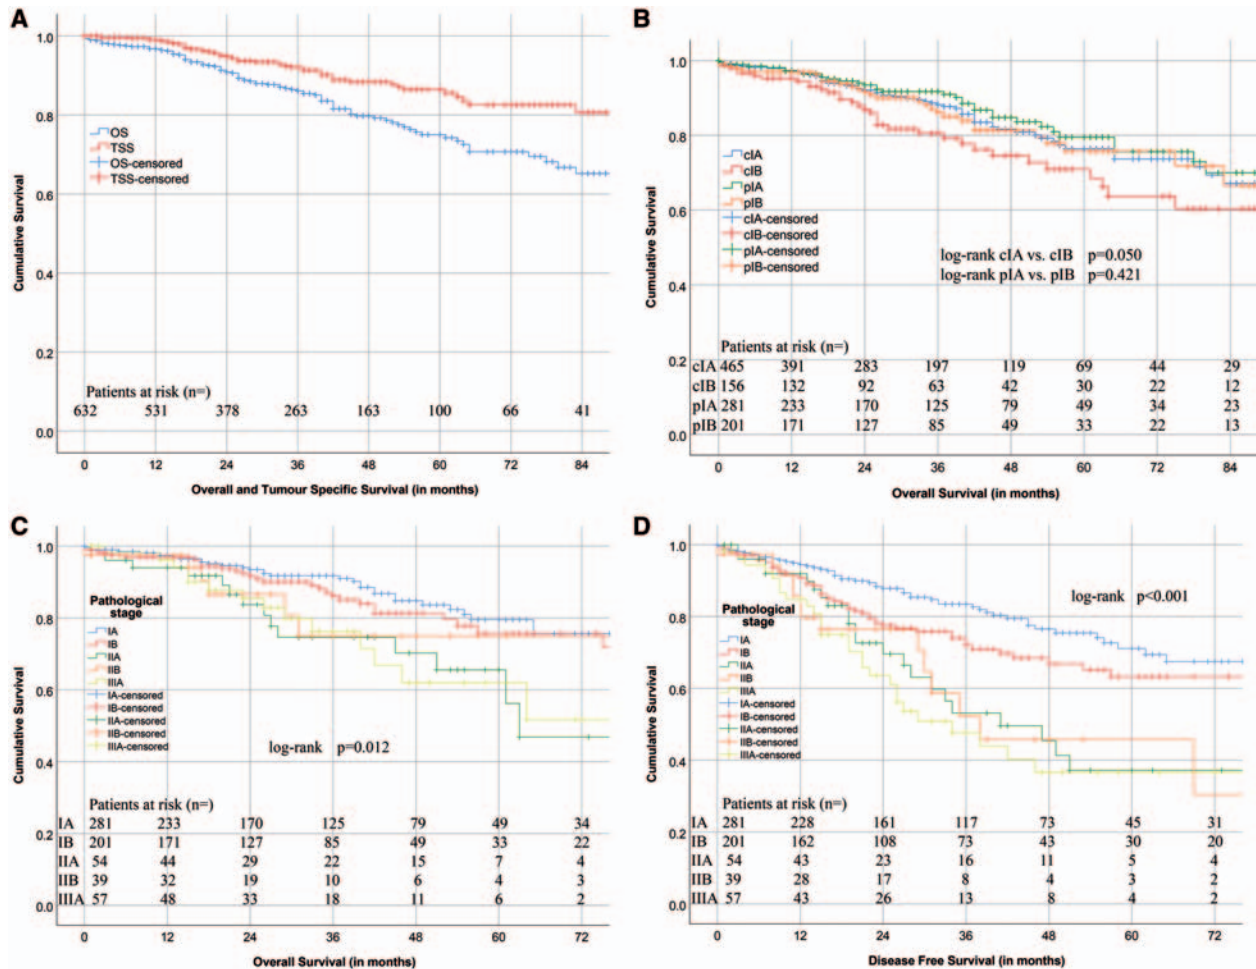 A
Cumulative Survival
1.0
0.8
0.6
0.4
0.2
0.0
OS
TSS
OS-censored
TSS-censored
Patients at risk (n=)
632 531 378 263 163 100 66 41
0 12 24 36 48 60 72 84
Overall and Tumour Specific Survival (in months)
B
Cumulative Survival
1.0
0.8
0.6
0.4
0.2
0.0
cIA
cIB
pIA
pIB
cIA-censored
cIB-censored
pIA-censored
pIB-censored
log-rank cIA vs. cIB p=0.050
log-rank pIA vs. pIB p=0.421
Patients at risk (n=)
cIA 465 391 283 197 119 69 44 29
cIB 156 132 92 63 42 30 22 12
pIA 281 233 170 125 79 49 34 23
pIB 201 171 127 85 49 33 22 13
0 12 24 36 48 60 72 84
Overall Survival (in months)
C
Cumulative Survival
1.0
0.8
0.6
0.4
0.2
0.0
Pathological
stage
IA
IB
IIA
IIB
IIIA
IA-censored
IB-censored
IIA-censored
IIB-censored
IIIA-censored
log-rank p=0.012
Patients at risk (n=)
IA 281 233 170 125 79 49 34
IB 201 171 127 85 49 33 22
IIA 54 44 29 22 15 7 4
IIB 39 32 19 10 6 4 3
IIIA 57 48 33 18 11 6 2
0 12 24 36 48 60 72
Overall Survival (in months)
D
Cumulative Survival
1.0
0.8
0.6
0.4
0.2
0.0
Pathological
stage
IA
IB
IIA
IIB
IIIA
IA-censored
IB-censored
IIA-censored
IIB-censored
IIIA-censored
log-rank p<0.001
Patients at risk (n=)
IA 281 228 161 117 73 45 31
IB 201 162 108 73 43 30 20
IIA 54 43 23 16 11 5 4
IIB 39 28 17 8 4 3 2
IIIA 57 43 26 13 8 4 2
0 12 24 36 48 60 72
Disease Free Survival (in months)